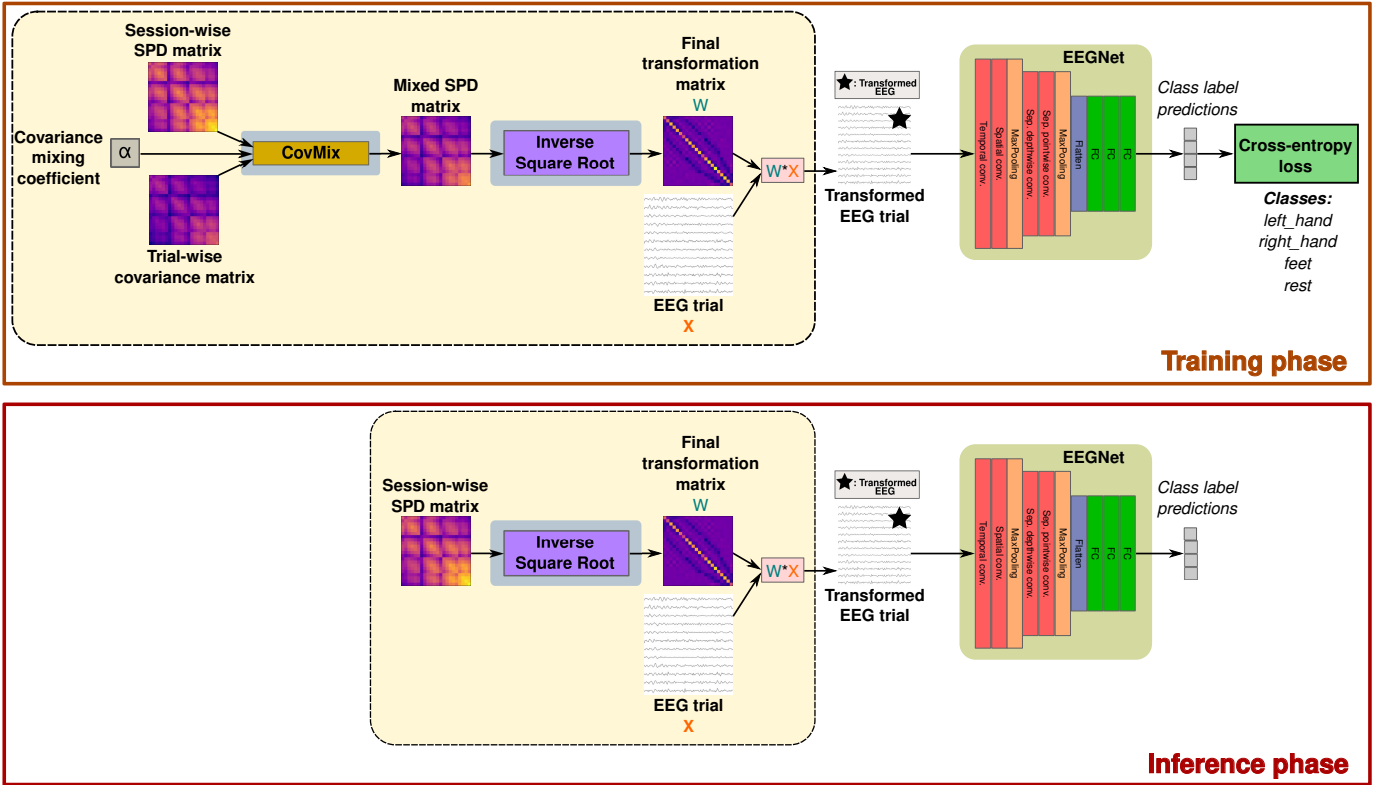 Session-wise
SPD matrix
Covariance
mixing
coefficient
α
CovMix
Trial-wise
covariance matrix
Mixed SPD
matrix
Inverse
Square Root
Final
transformation
matrix
W
EEG trial
X
W*X
★: Transformed
EEG
Transformed
EEG trial
EEGNet
Temporal conv.
Spatial conv.
MaxPooling
Sep. depthwise conv.
Sep. pointwise conv.
MaxPooling
Flatten
FC
FC
FC
Class label
predictions
Cross-entropy
loss
Classes:
left_hand
right_hand
feet
rest
Training phase
Session-wise
SPD matrix
Inverse
Square Root
Final
transformation
matrix
W
EEG trial
X
W*X
★: Transformed
EEG
Transformed
EEG trial
EEGNet
Temporal conv.
Spatial conv.
MaxPooling
Sep. depthwise conv.
Sep. pointwise conv.
MaxPooling
Flatten
FC
FC
FC
Class label
predictions
Inference phase